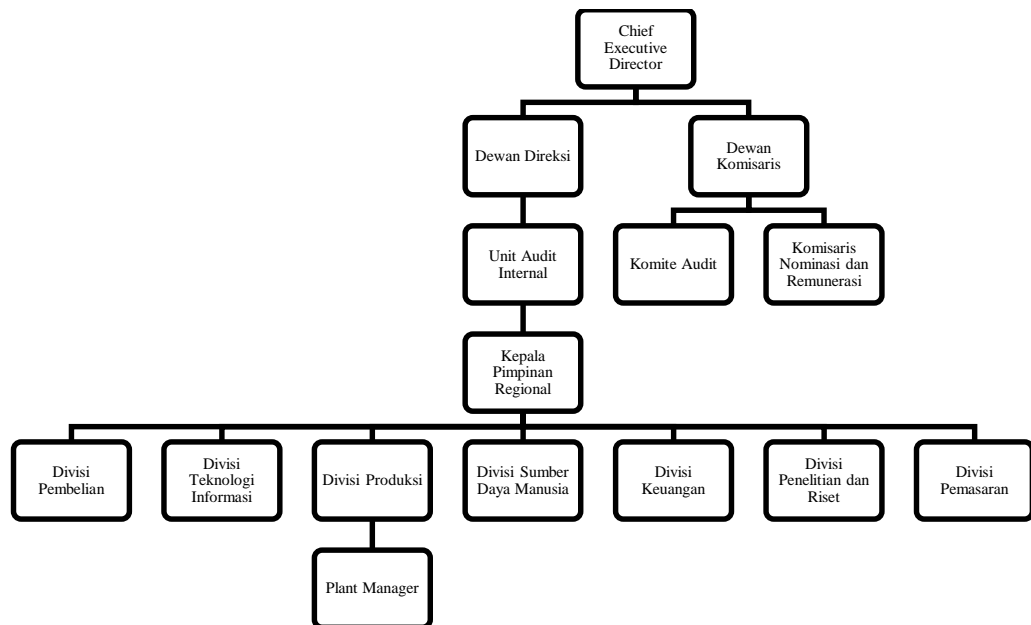 Chief
Executive
Director
Dewan Direksi
Dewan
Komisaris
Unit Audit
Internal
Komite Audit
Komisaris
Nominasi dan
Remunerasi
Kepala
Pimpinan
Regional
Divisi
Pembelian
Divisi
Teknologi
Informasi
Divisi Produksi
Divisi Sumber
Daya Manusia
Divisi
Keuangan
Divisi
Penelitian dan
Riset
Divisi
Pemasaran
Plant Manager